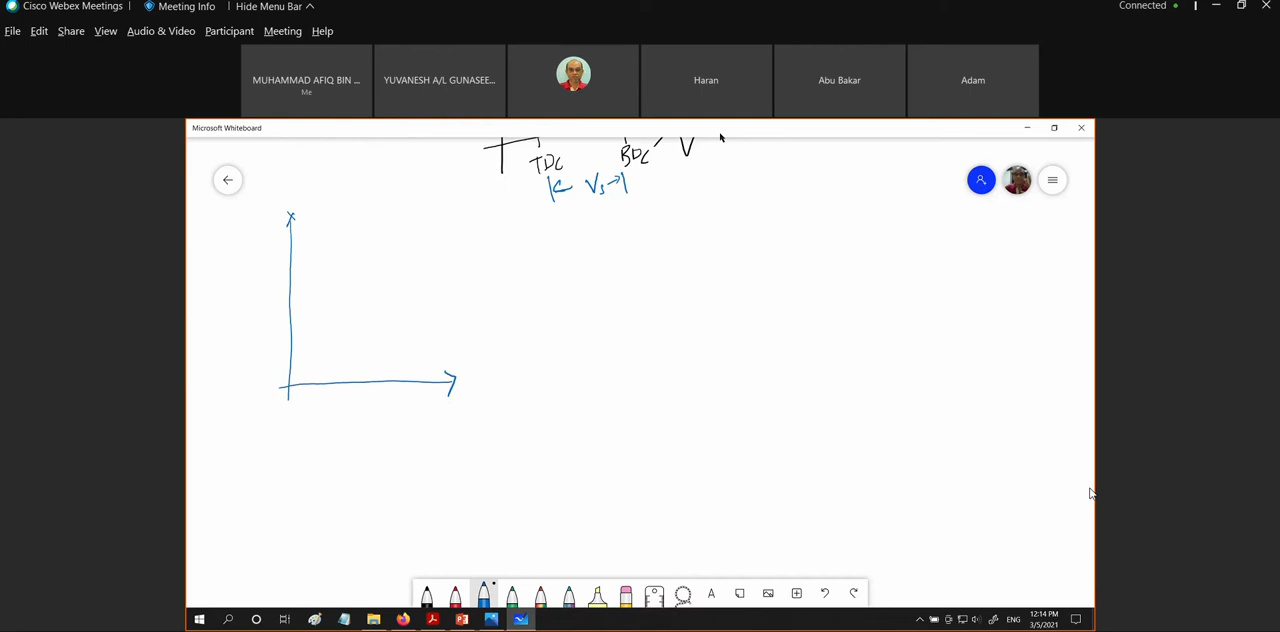 Cisco Webex Meetings | Meeting Info | Hide Menu Bar
Connected
File Edit Share View Audio & Video Participant Meeting Help
MUHAMMAD AFIQ BIN ... YUVANESH A/L GUNASEE... Haran Abu Bakar Adam
Me
Microsoft Whiteboard
TDC BDC V
Vs
A
ENG 12:14 PM
3/5/2021